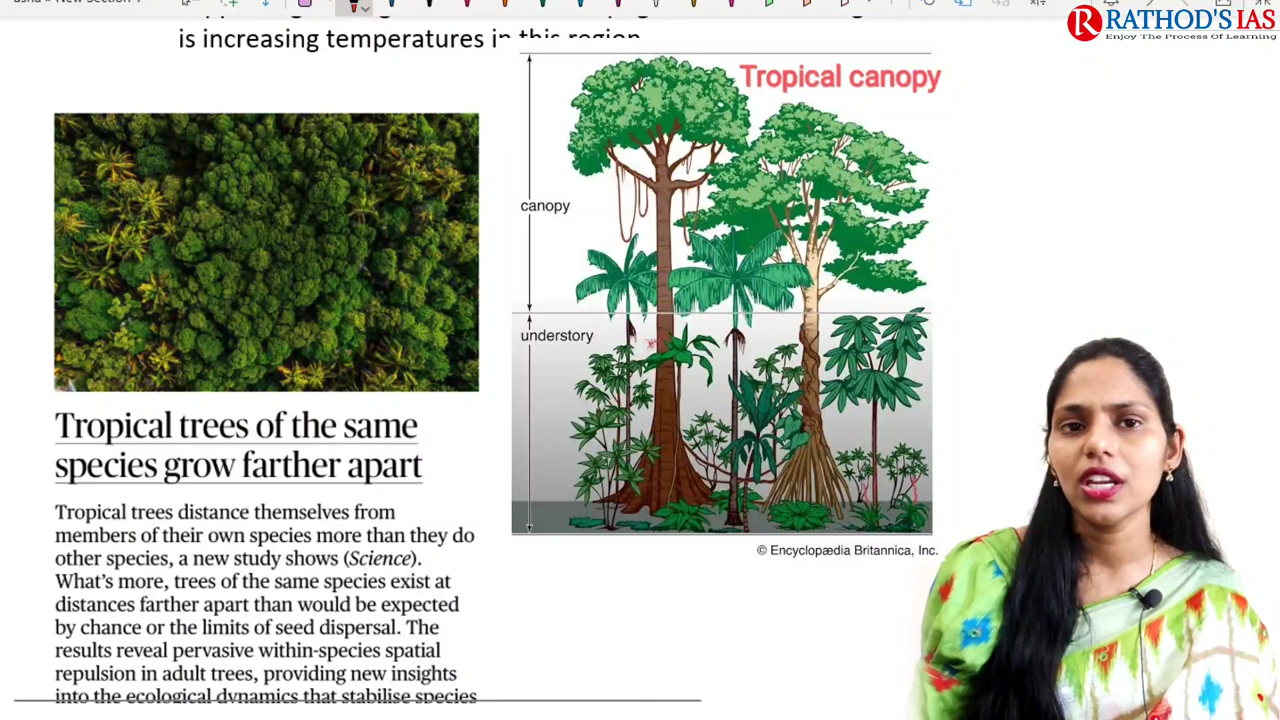 RATHOD'S IAS
Enjoy The Process Of Learning
is increasing temperatures in this region
Tropical canopy
canopy
understory
© Encyclopædia Britannica, Inc.
Tropical trees of the same
species grow farther apart
Tropical trees distance themselves from
members of their own species more than they do
other species, a new study shows (Science).
What's more, trees of the same species exist at
distances farther apart than would be expected
by chance or the limits of seed dispersal. The
results reveal pervasive within-species spatial
repulsion in adult trees, providing new insights
into the ecological dynamics that stabilise species